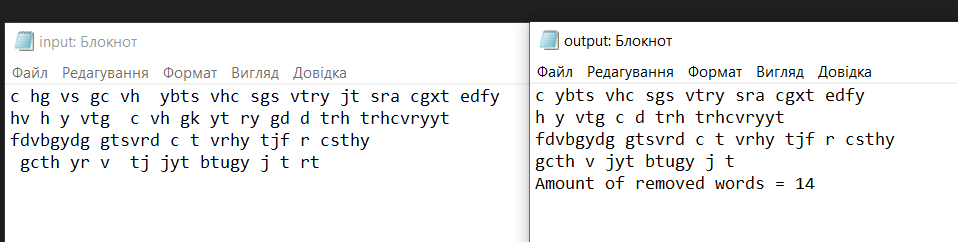 input: Блокнот
Файл Редагування Формат Вигляд Довідка
c hg vs gc vh  ybts vhc sgs vtry jt sra cgxt edfy
hv h y vtg  c vh gk yt ry gd d trh trhcvryyt
fdvbgydg gtsvrd c t vrhy tjf r csthy
 gcth yr v  tj jyt btugy j t rt
output: Блокнот
Файл Редагування Формат Вигляд Довідка
c ybts vhc sgs vtry sra cgxt edfy
h y vtg c d trh trhcvryyt
fdvbgydg gtsvrd c t vrhy tjf r csthy
gcth v jyt btugy j t
Amount of removed words = 14